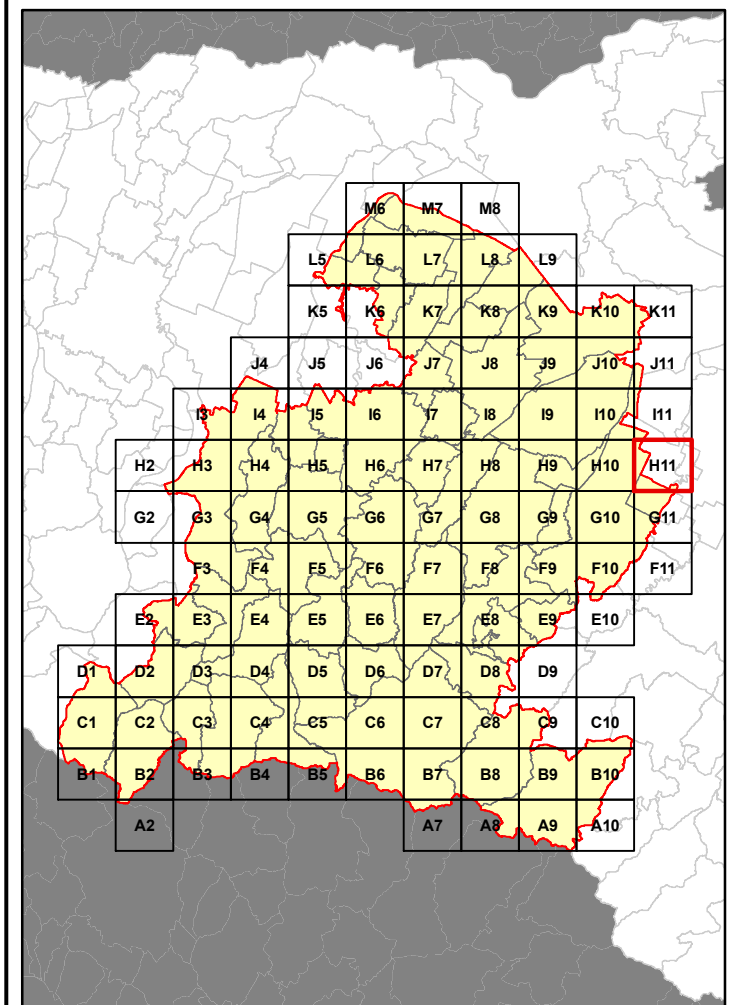 M6 M7 M8
L5 L6 L7 L8 L9
K5 K6 K7 K8 K9 K10 K11
J4 J5 J6 J7 J8 J9 J10 J11
I3 I4 I5 I6 I7 I8 I9 I10 I11
H2 H3 H4 H5 H6 H7 H8 H9 H10 H11
G2 G3 G4 G5 G6 G7 G8 G9 G10 G11
F3 F4 F5 F6 F7 F8 F9 F10 F11
E2 E3 E4 E5 E6 E7 E8 E9 E10
D1 D2 D3 D4 D5 D6 D7 D8 D9
C1 C2 C3 C4 C5 C6 C7 C8 C9 C10
B1 B2 B3 B4 B5 B6 B7 B8 B9 B10
A2 A7 A8 A9 A10